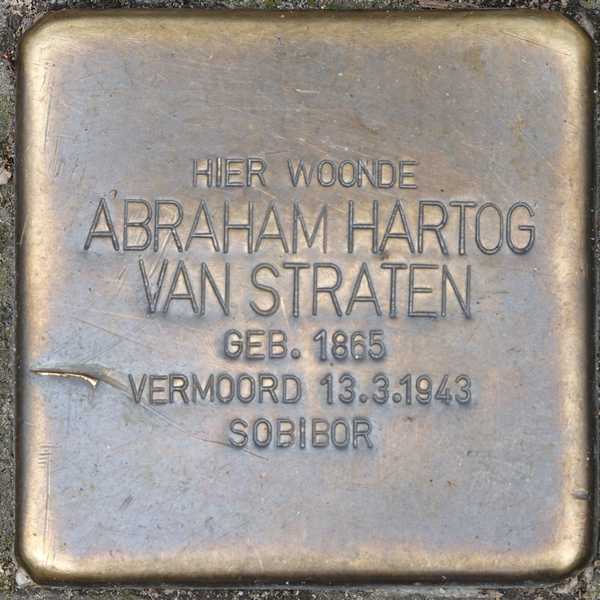 HIER WOONDE
ABRAHAM HARTOG
VAN STRATEN
GEB. 1865
VERMOORD 13.3.1943
SOBIBOR